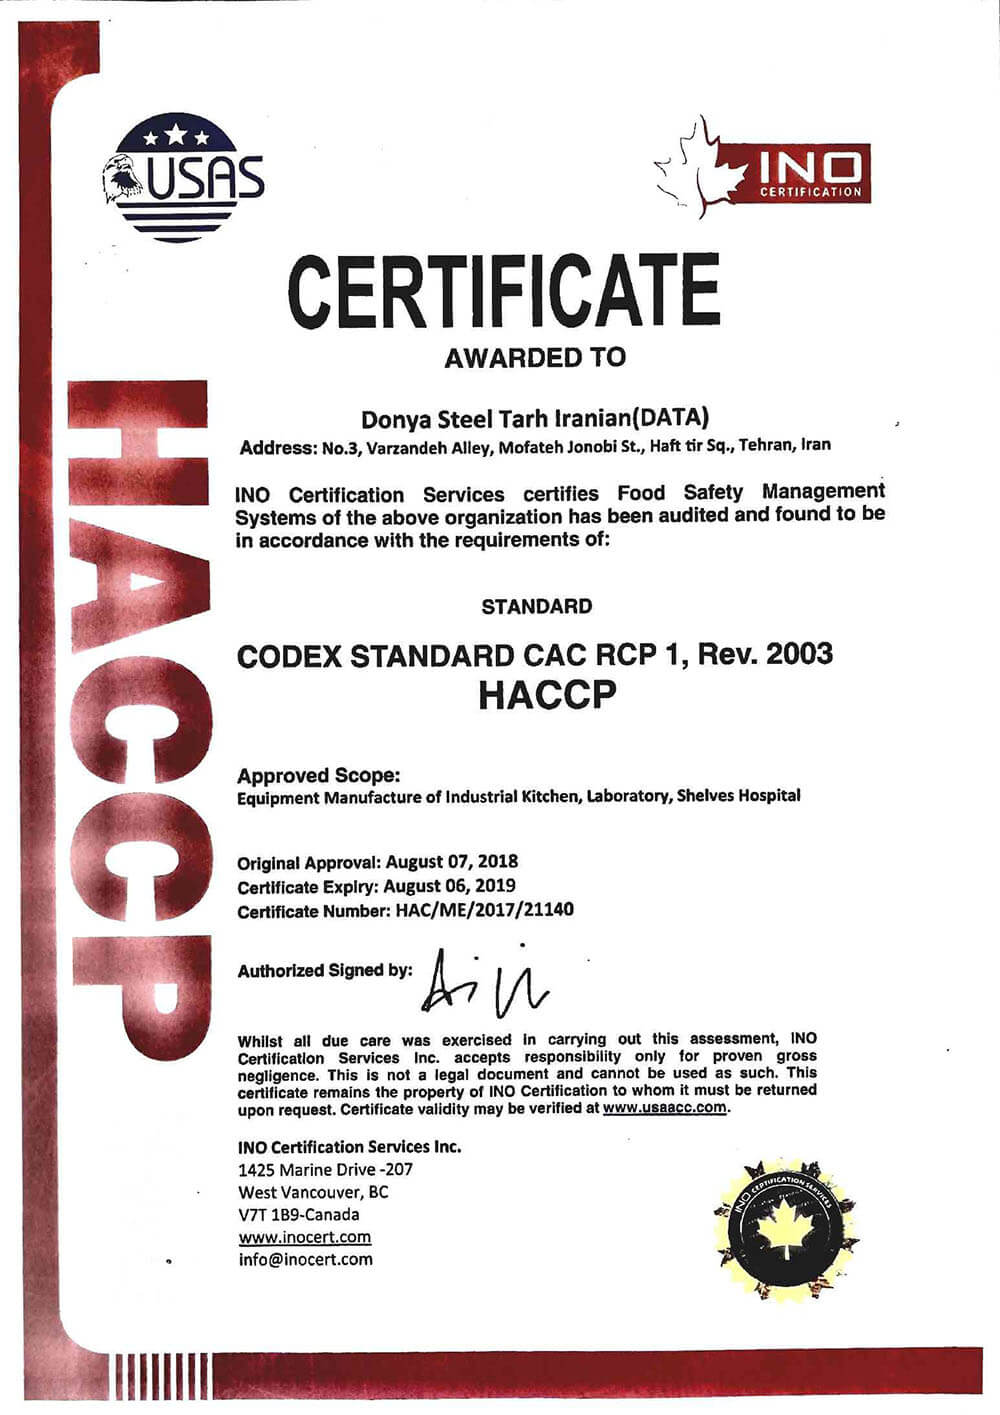 USAS
INO
CERTIFICATION
CERTIFICATE
AWARDED TO
HACCP
Donya Steel Tarh Iranian(DATA)
Address: No.3, Varzandeh Alley, Mofateh Jonobi St., Haft tir Sq., Tehran, Iran
INO Certification Services certifies Food Safety Management
Systems of the above organization has been audited and found to be
in accordance with the requirements of:
STANDARD
CODEX STANDARD CAC RCP 1, Rev. 2003
HACCP
Approved Scope:
Equipment Manufacture of Industrial Kitchen, Laboratory, Shelves Hospital
Original Approval: August 07, 2018
Certificate Expiry: August 06, 2019
Certificate Number: HAC/ME/2017/21140
Authorized Signed by:
Whilst all due care was exercised in carrying out this assessment, INO
Certification Services Inc. accepts responsibility only for proven gross
negligence. This is not a legal document and cannot be used as such. This
certificate remains the property of INO Certification to whom it must be returned
upon request. Certificate validity may be verified at www.usaacc.com.
INO Certification Services Inc.
1425 Marine Drive -207
West Vancouver, BC
V7T 1B9-Canada
www.inocert.com
info@inocert.com
INO CERTIFICATION SERVICES